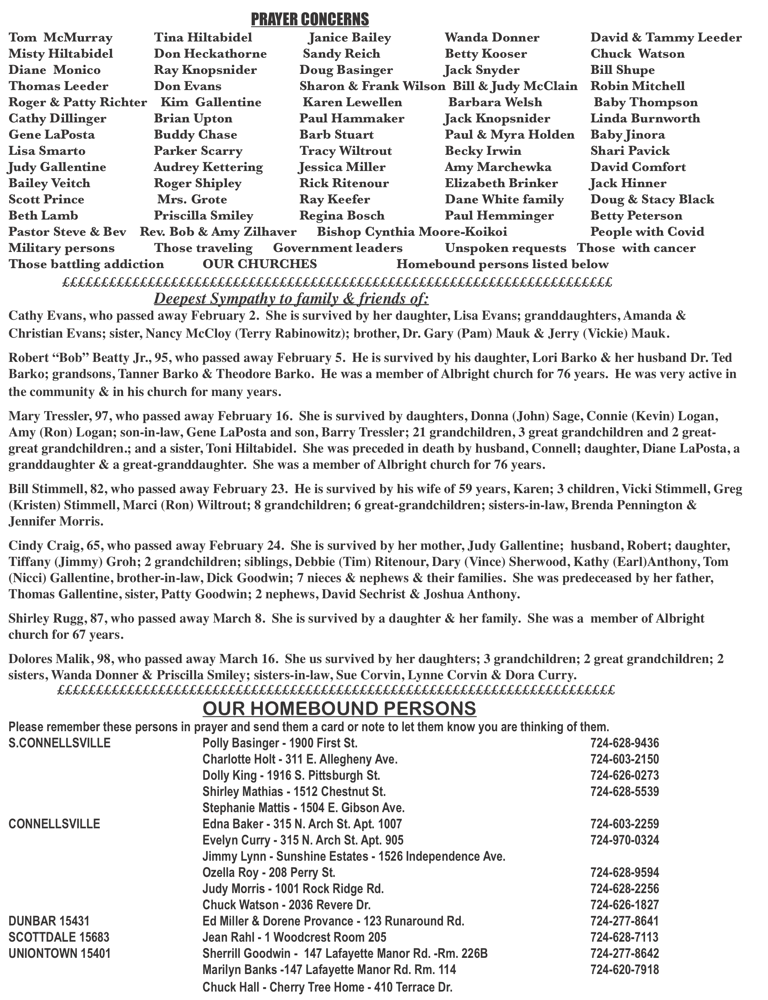 PRAYER CONCERNS
Tom McMurray Tina Hiltabidel Janice Bailey Wanda Donner David & Tammy Leeder
Misty Hiltabidel Don Heckathorne Sandy Reich Betty Kooser Chuck Watson
Diane Monico Ray Knopsnider Doug Basinger Jack Snyder Bill Shupe
Thomas Leeder Don Evans Sharon & Frank Wilson Bill & Judy McClain Robin Mitchell
Roger & Patty Richter Kim Gallentine Karen Lewellen Barbara Welsh Baby Thompson
Cathy Dillinger Brian Upton Paul Hammaker Jack Knopsnider Linda Burnworth
Gene LaPosta Buddy Chase Barb Stuart Paul & Myra Holden Baby Jinora
Lisa Smarto Parker Scarry Tracy Wiltrout Becky Irwin Shari Pavick
Judy Gallentine Audrey Kettering Jessica Miller Amy Marchewka David Comfort
Bailey Veitch Roger Shipley Rick Ritenour Elizabeth Brinker Jack Hinner
Scott Prince Mrs. Grote Ray Keefer Dane White family Doug & Stacy Black
Beth Lamb Priscilla Smiley Regina Bosch Paul Hemminger Betty Peterson
Pastor Steve & Bev Rev. Bob & Amy Zilhaver Bishop Cynthia Moore-Koikoi People with Covid
Military persons Those traveling Government leaders Unspoken requests Those with cancer
Those battling addiction OUR CHURCHES Homebound persons listed below
£££££££££££££££££££££££££££££££££££££££££££££££££££££££££££££££££££££££
Deepest Sympathy to family & friends of:
Cathy Evans, who passed away February 2. She is survived by her daughter, Lisa Evans; granddaughters, Amanda &
Christian Evans; sister, Nancy McCloy (Terry Rabinowitz); brother, Dr. Gary (Pam) Mauk & Jerry (Vickie) Mauk.
Robert “Bob” Beatty Jr., 95, who passed away February 5. He is survived by his daughter, Lori Barko & her husband Dr. Ted
Barko; grandsons, Tanner Barko & Theodore Barko. He was a member of Albright church for 76 years. He was very active in
the community & in his church for many years.
Mary Tressler, 97, who passed away February 16. She is survived by daughters, Donna (John) Sage, Connie (Kevin) Logan,
Amy (Ron) Logan; son-in-law, Gene LaPosta and son, Barry Tressler; 21 grandchildren, 3 great grandchildren and 2 great-
great grandchildren.; and a sister, Toni Hiltabidel. She was preceded in death by husband, Connell; daughter, Diane LaPosta, a
granddaughter & a great-granddaughter. She was a member of Albright church for 76 years.
Bill Stimmell, 82, who passed away February 23. He is survived by his wife of 59 years, Karen; 3 children, Vicki Stimmell, Greg
(Kristen) Stimmell, Marci (Ron) Wiltrout; 8 grandchildren; 6 great-grandchildren; sisters-in-law, Brenda Pennington &
Jennifer Morris.
Cindy Craig, 65, who passed away February 24. She is survived by her mother, Judy Gallentine; husband, Robert; daughter,
Tiffany (Jimmy) Groh; 2 grandchildren; siblings, Debbie (Tim) Ritenour, Dary (Vince) Sherwood, Kathy (Earl)Anthony, Tom
(Nicci) Gallentine, brother-in-law, Dick Goodwin; 7 nieces & nephews & their families. She was predeceased by her father,
Thomas Gallentine, sister, Patty Goodwin; 2 nephews, David Sechrist & Joshua Anthony.
Shirley Rugg, 87, who passed away March 8. She is survived by a daughter & her family. She was a member of Albright
church for 67 years.
Dolores Malik, 98, who passed away March 16. She us survived by her daughters; 3 grandchildren; 2 great grandchildren; 2
sisters, Wanda Donner & Priscilla Smiley; sisters-in-law, Sue Corvin, Lynne Corvin & Dora Curry.
££££££££££££££££££££££££££££££££££££££££££££££££££££££££££££££££££££££££
OUR HOMEBOUND PERSONS
Please remember these persons in prayer and send them a card or note to let them know you are thinking of them.
S.CONNELLSVILLE Polly Basinger - 1900 First St. 724-628-9436
Charlotte Holt - 311 E. Allegheny Ave. 724-603-2150
Dolly King - 1916 S. Pittsburgh St. 724-626-0273
Shirley Mathias - 1512 Chestnut St. 724-628-5539
Stephanie Mattis - 1504 E. Gibson Ave.
CONNELLSVILLE Edna Baker - 315 N. Arch St. Apt. 1007 724-603-2259
Evelyn Curry - 315 N. Arch St. Apt. 905 724-970-0324
Jimmy Lynn - Sunshine Estates - 1526 Independence Ave.
Ozella Roy - 208 Perry St. 724-628-9594
Judy Morris - 1001 Rock Ridge Rd. 724-628-2256
Chuck Watson - 2036 Revere Dr. 724-626-1827
DUNBAR 15431 Ed Miller & Dorene Provance - 123 Runaround Rd. 724-277-8641
SCOTTDALE 15683 Jean Rahl - 1 Woodcrest Room 205 724-628-7113
UNIONTOWN 15401 Sherrill Goodwin - 147 Lafayette Manor Rd. -Rm. 226B 724-277-8642
Marilyn Banks -147 Lafayette Manor Rd. Rm. 114 724-620-7918
Chuck Hall - Cherry Tree Home - 410 Terrace Dr.